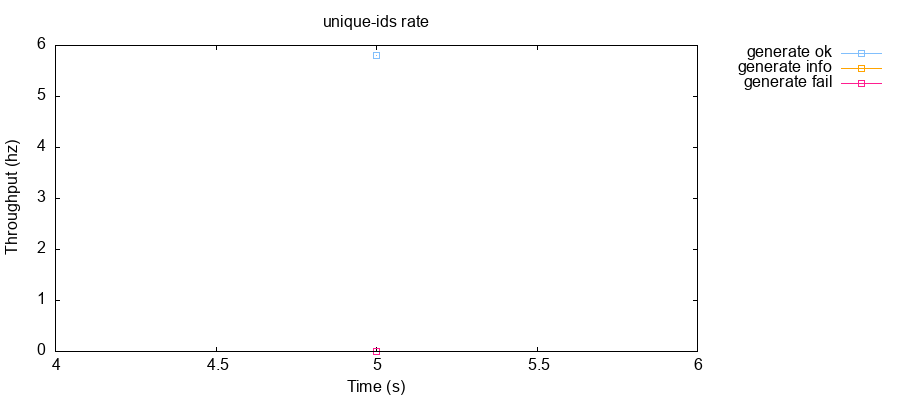 unique-ids rate
generate ok
generate info
generate fail
6
5
4
3
2
1
0
Throughput (hz)
4
4.5
5
5.5
6
Time (s)